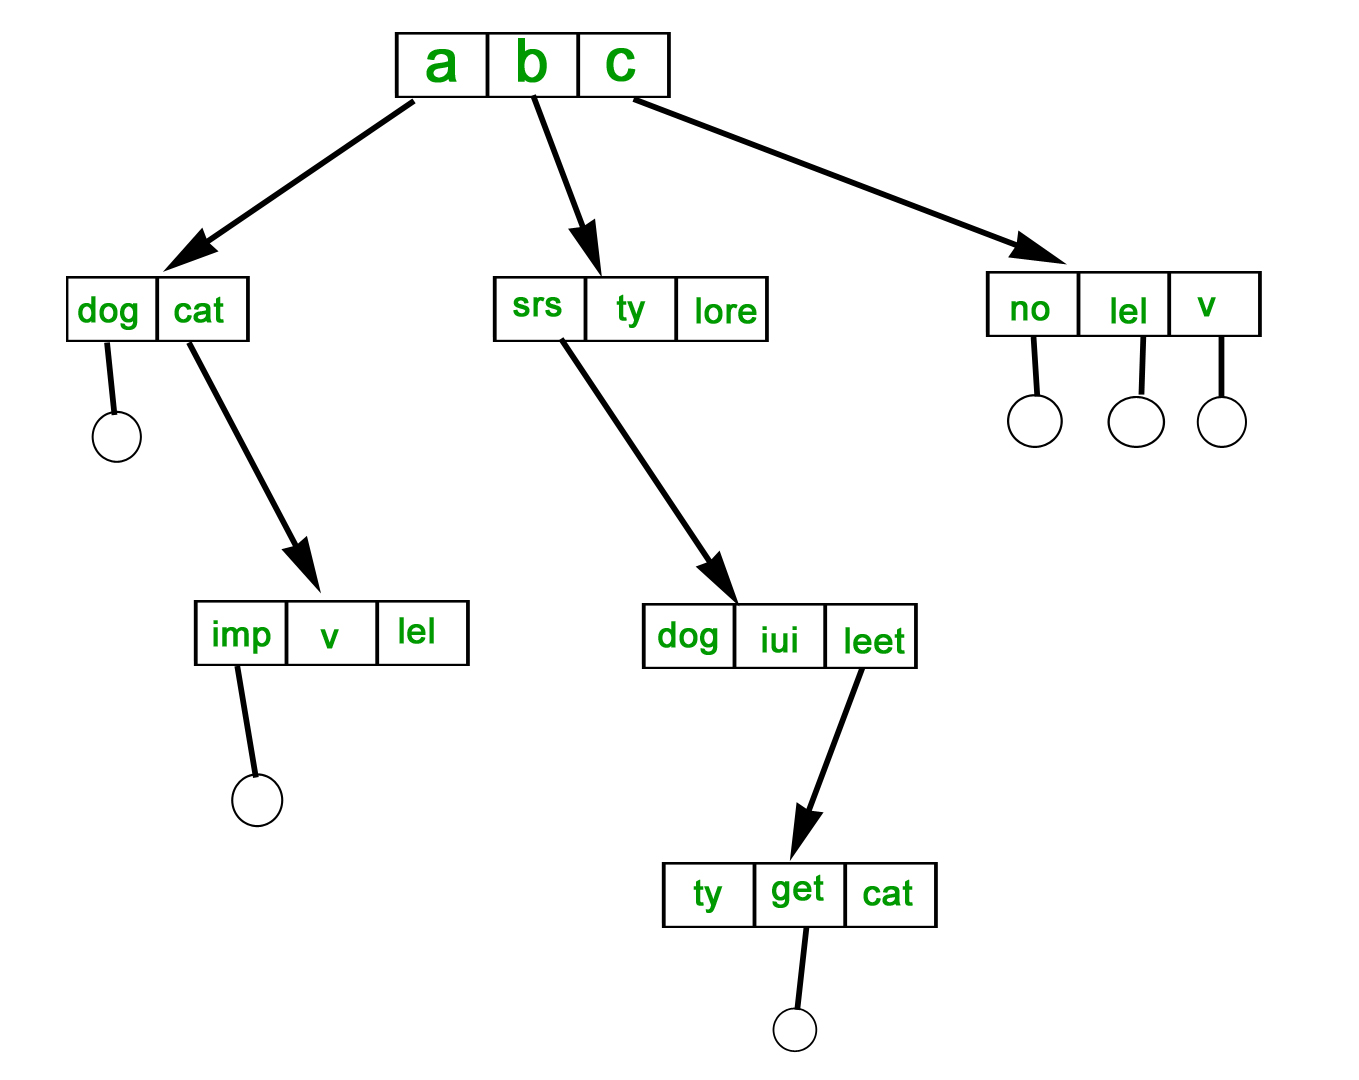 a b c
dog cat
srs ty lore
no lel v
imp v lel
dog iui leet
ty get cat